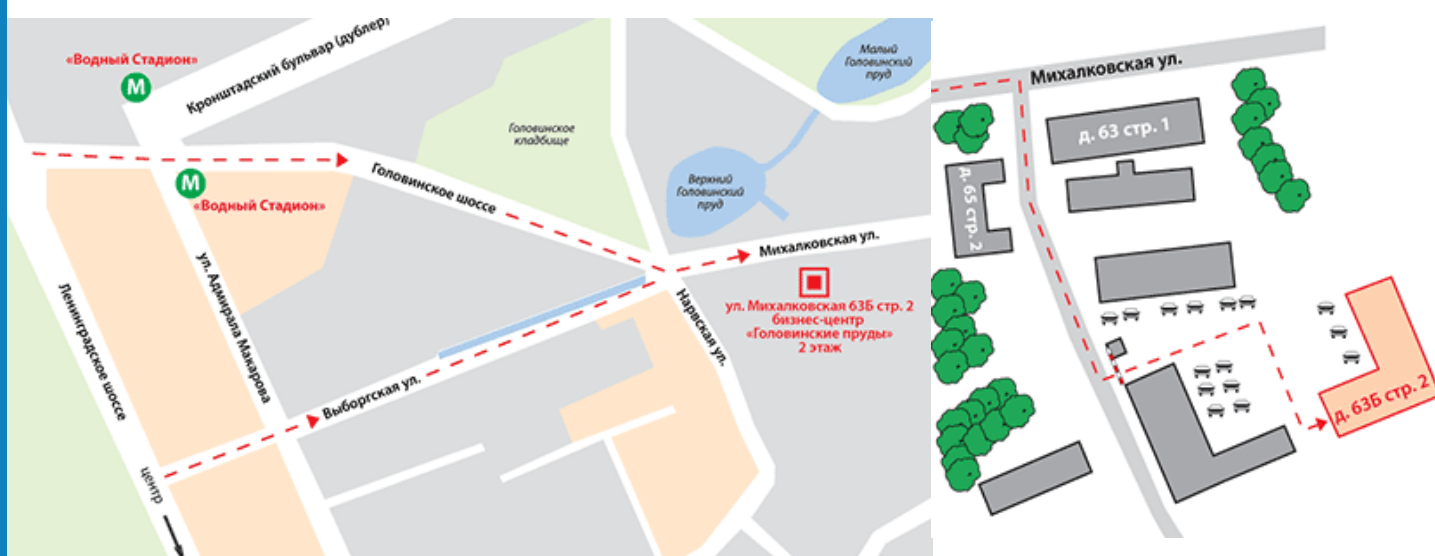 «Водный Стадион»
М
Кронштадский бульвар (дублер)
Малый
Головинский
пруд
Головинское
кладбище
Головинское шоссе
М
«Водный Стадион»
Верхний
Головинский
пруд
Михалковская ул.
ул. Михалковская 63Б стр. 2
бизнес-центр
«Головинские пруды»
2 этаж
Нарвская ул.
ул. Адмирала Макарова
Ленинградское шоссе
Выборгская ул.
центр
Михалковская ул.
д. 63 стр. 1
д. 65 стр. 2
д. 63Б стр. 2